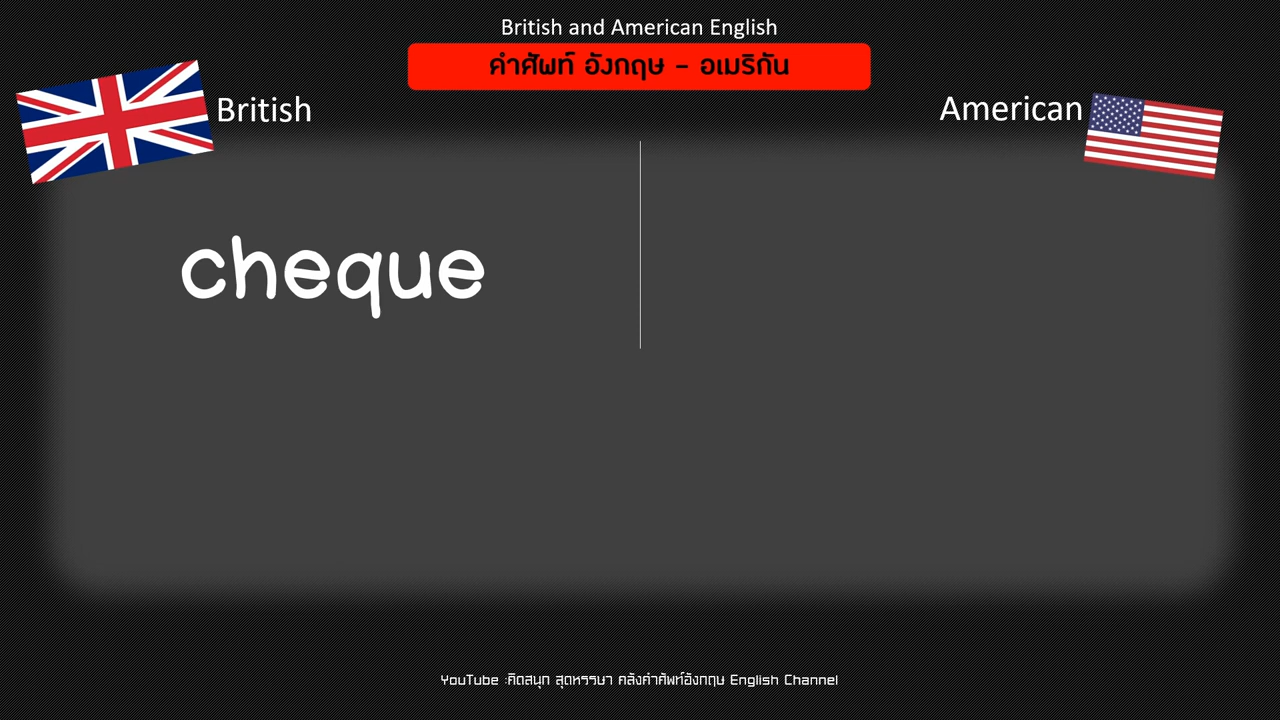 British and American English
คำศัพท์ อังกฤษ - อเมริกัน
British
American
cheque
YouTube :คิดสนุก สุดหรรษา คลังคำศัพท์อังกฤษ English Channel